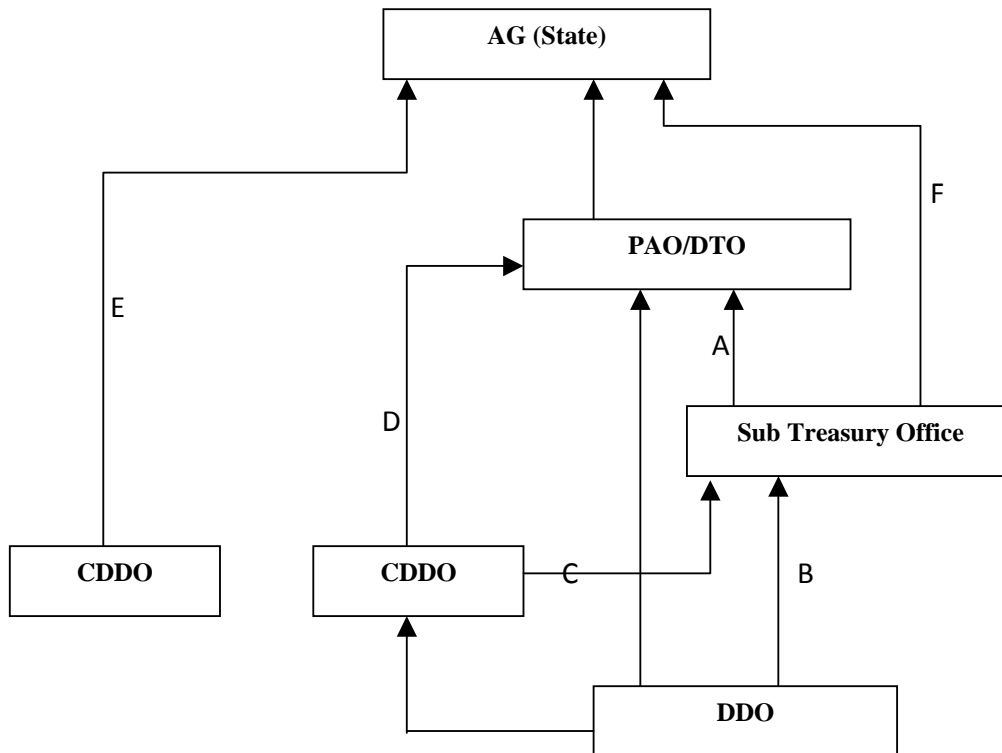 AG (State)
F
PAO/DTO
E
A
D
Sub Treasury Office
CDDO
CDDO
C
B
DDO